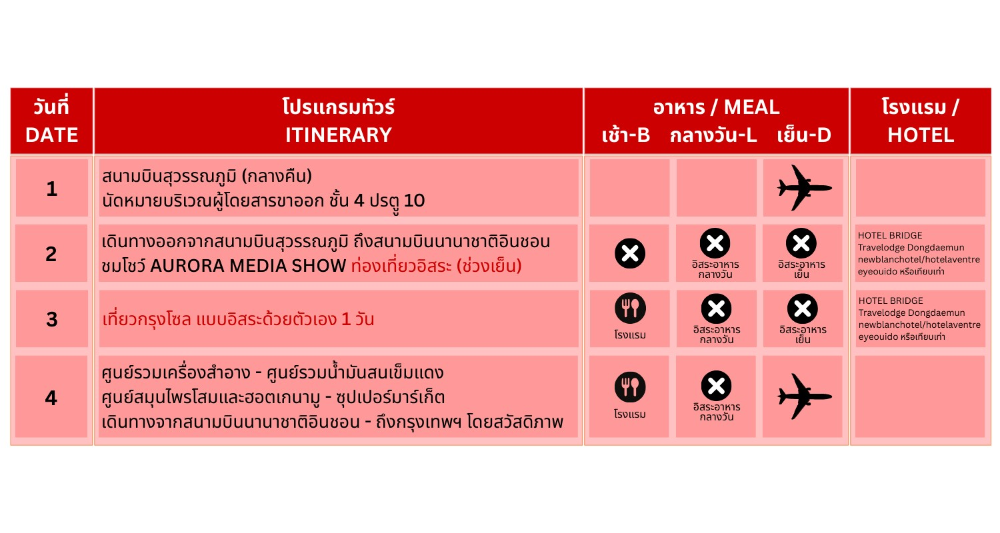 วันที่
DATE
โปรแกรมทัวร์
ITINERARY
อาหาร / MEAL
เช้า-B กลางวัน-L เย็น-D
โรงแรม /
HOTEL
1
สนามบินสุวรรณภูมิ (กลางคืน)
นัดหมายบริเวณผู้โดยสารขาออก ชั้น 4 ปรตู 10
2
เดินทางออกจากสนามบินสุวรรณภูมิ ถึงสนามบินนานาชาติอินชอน
ชมโชว์ AURORA MEDIA SHOW ท่องเที่ยวอิสระ (ช่วงเย็น)
อิสระอาหาร
กลางวัน
อิสระอาหาร
เย็น
HOTEL BRIDGE
Travelodge Dongdaemun
newblanchotel/hotelaventre
eyeouido หรือเทียบเท่า
3
เที่ยวกรุงโซล แบบอิสระด้วยตัวเอง 1 วัน
โรงแรม
อิสระอาหาร
กลางวัน
อิสระอาหาร
เย็น
HOTEL BRIDGE
Travelodge Dongdaemun
newblanchotel/hotelaventre
eyeouido หรือเทียบเท่า
4
ศูนย์รวมเครื่องสำอาง - ศูนย์รวมน้ำมันสนเข็มแดง
ศูนย์สมุนไพรโสมและฮอตเกนามู - ซุปเปอร์มาร์เก็ต
เดินทางจากสนามบินนานาชาติอินชอน - ถึงกรุงเทพฯ โดยสวัสดิภาพ
โรงแรม
อิสระอาหาร
กลางวัน